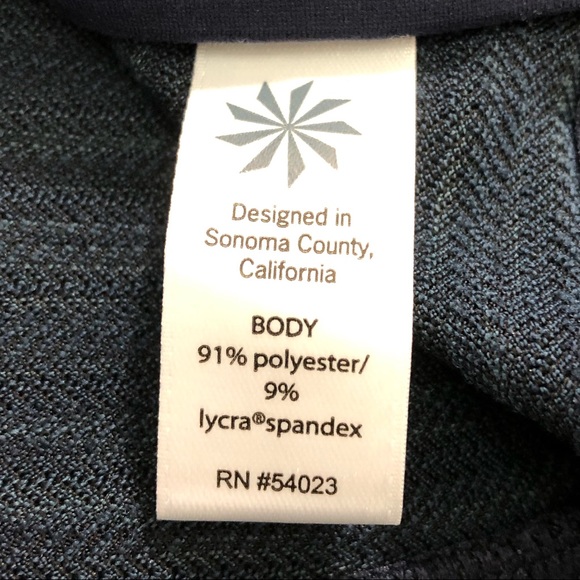 Designed in
Sonoma County,
California
BODY
91% polyester/
9%
lycra®spandex
RN #54023